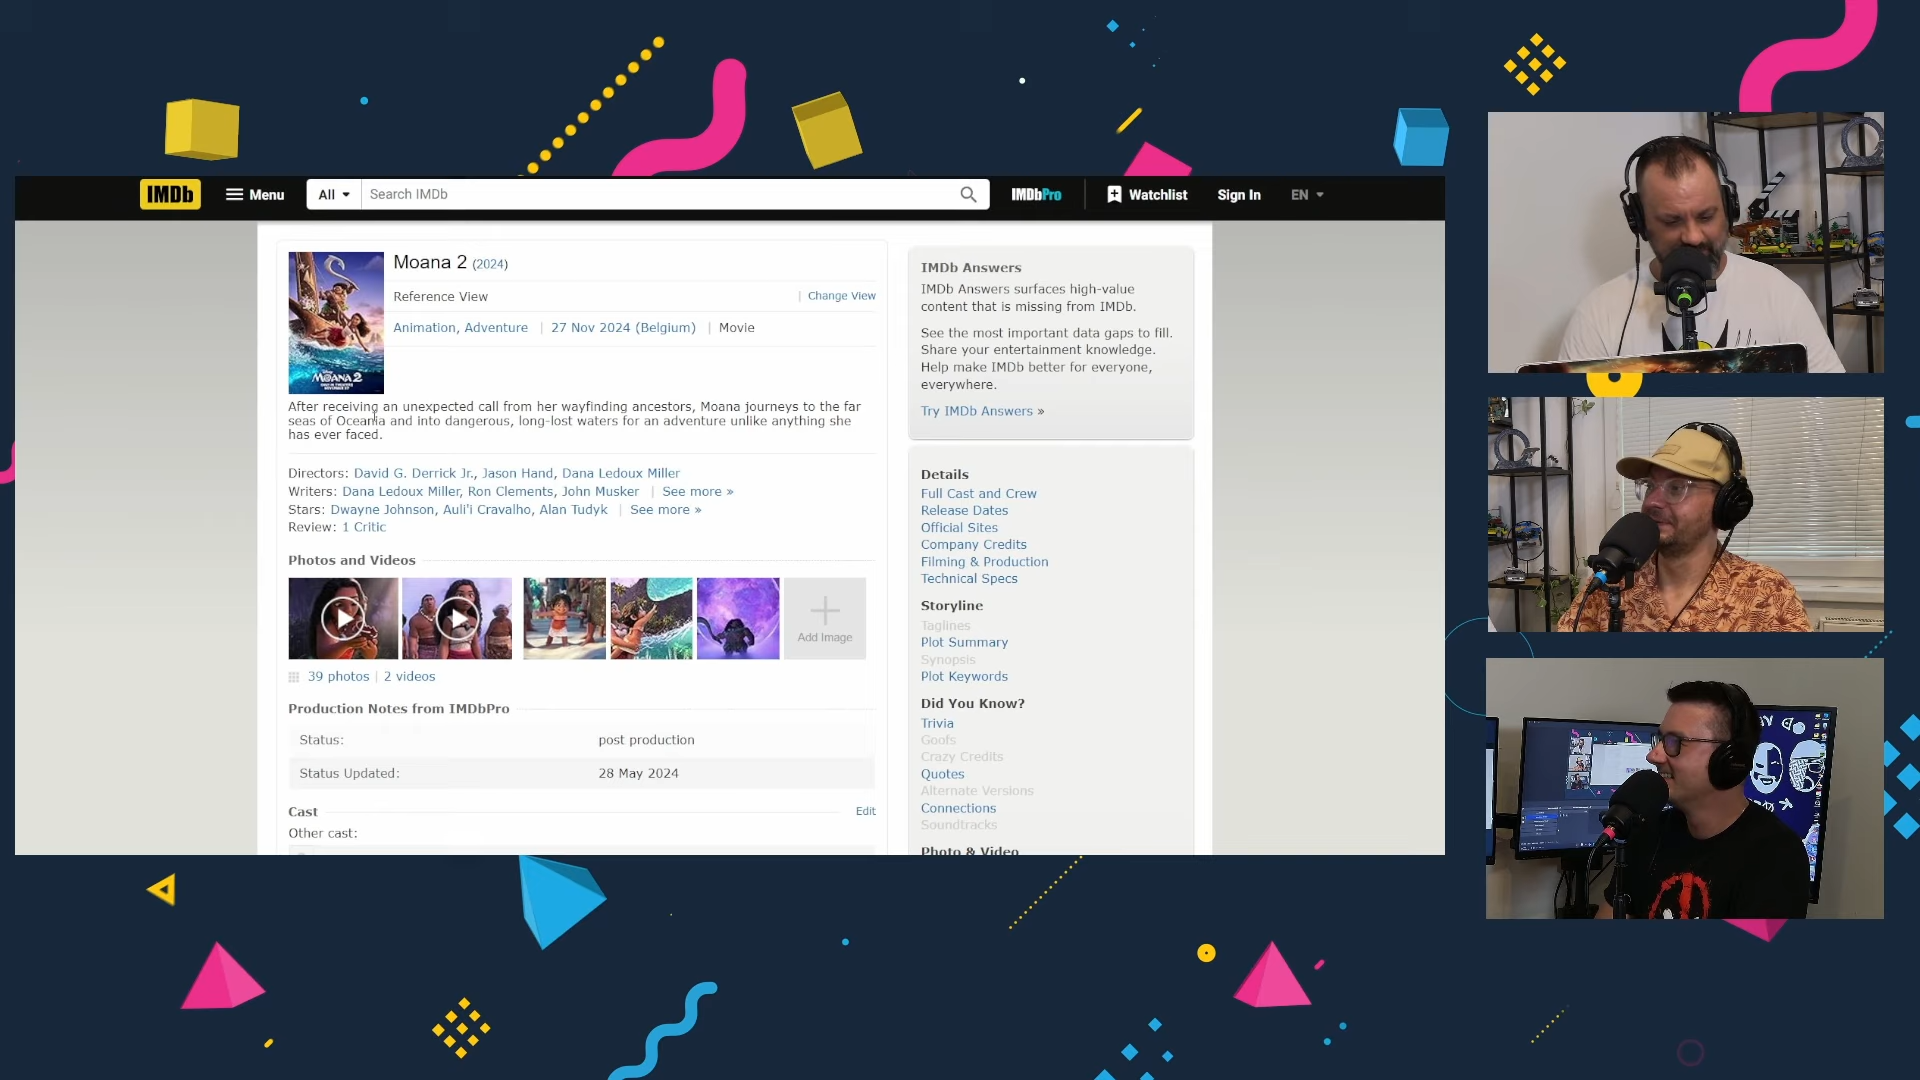 IMDb
Menu
All
Search IMDb
IMDbPro
Watchlist
Sign In
EN
Moana 2 (2024)
Reference View
| Change View
Animation, Adventure | 27 Nov 2024 (Belgium) | Movie
MOANA 2
After receiving an unexpected call from her wayfinding ancestors, Moana journeys to the far
seas of Oceania and into dangerous, long-lost waters for an adventure unlike anything she
has ever faced.
Directors: David G. Derrick Jr., Jason Hand, Dana Ledoux Miller
Writers: Dana Ledoux Miller, Ron Clements, John Musker | See more »
Stars: Dwayne Johnson, Auli'i Cravalho, Alan Tudyk | See more »
Review: 1 Critic
Photos and Videos
Add Image
39 photos | 2 videos
Production Notes from IMDbPro
Status: post production
Status Updated: 28 May 2024
Cast
Edit
Other cast:
IMDb Answers
IMDb Answers surfaces high-value
content that is missing from IMDb.
See the most important data gaps to fill.
Share your entertainment knowledge.
Help make IMDb better for everyone,
everywhere.
Try IMDb Answers »
Details
Full Cast and Crew
Release Dates
Official Sites
Company Credits
Filming & Production
Technical Specs
Storyline
Taglines
Plot Summary
Synopsis
Plot Keywords
Did You Know?
Trivia
Goofs
Crazy Credits
Quotes
Alternate Versions
Connections
Soundtracks
Photo & Video